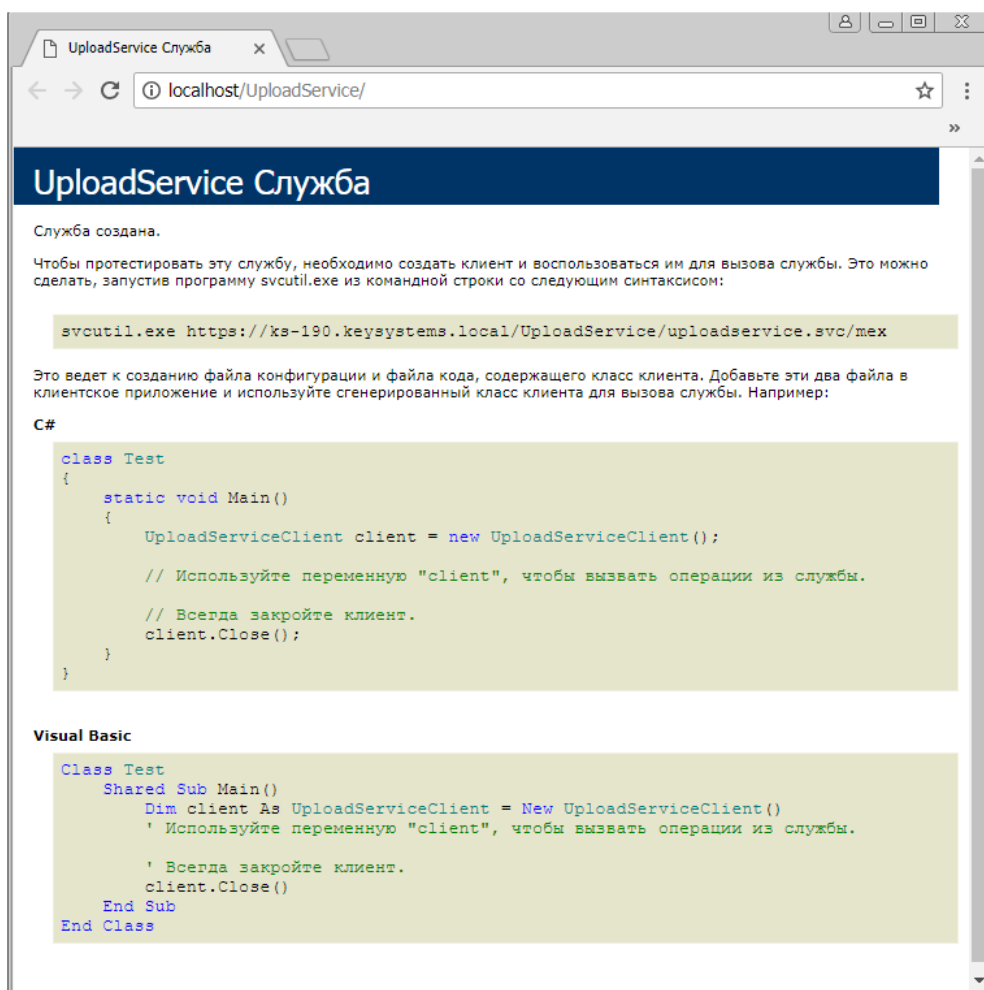 UploadService Служба
localhost/UploadService/
»
UploadService Служба
Служба создана.
Чтобы протестировать эту службу, необходимо создать клиент и воспользоваться им для вызова службы. Это можно
сделать, запустив программу svcutil.exe из командной строки со следующим синтаксисом:
svcutil.exe https://ks-190.keysystems.local/UploadService/uploadservice.svc/mex
Это ведет к созданию файла конфигурации и файла кода, содержащего класс клиента. Добавьте эти два файла в
клиентское приложение и используйте сгенерированный класс клиента для вызова службы. Например:
C#
class Test
{
static void Main()
{
UploadServiceClient client = new UploadServiceClient();
// Используйте переменную "client", чтобы вызвать операции из службы.
// Всегда закройте клиент.
client.Close();
}
}
Visual Basic
Class Test
Shared Sub Main()
Dim client As UploadServiceClient = New UploadServiceClient()
' Используйте переменную "client", чтобы вызвать операции из службы.
' Всегда закройте клиент.
client.Close()
End Sub
End Class